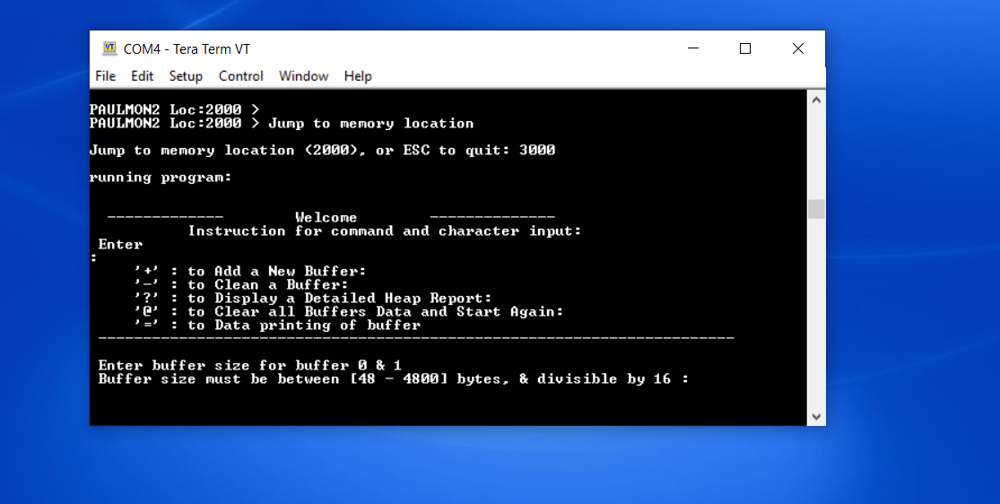 COM4 - Tera Term VT
File Edit Setup Control Window Help
PAULMON2 Loc:2000 >
PAULMON2 Loc:2000 > Jump to memory location
Jump to memory location (2000), or ESC to quit: 3000
running program:
------------- Welcome --------------
Instruction for command and character input:
Enter
:
'+' : to Add a New Buffer:
'-' : to Clean a Buffer:
'?' : to Display a Detailed Heap Report:
'@' : to Clear all Buffers Data and Start Again:
'=' : to Data printing of buffer
-----------------------------------------------------------------------
Enter buffer size for buffer 0 & 1
Buffer size must be between [48 - 4800] bytes, & divisible by 16 :